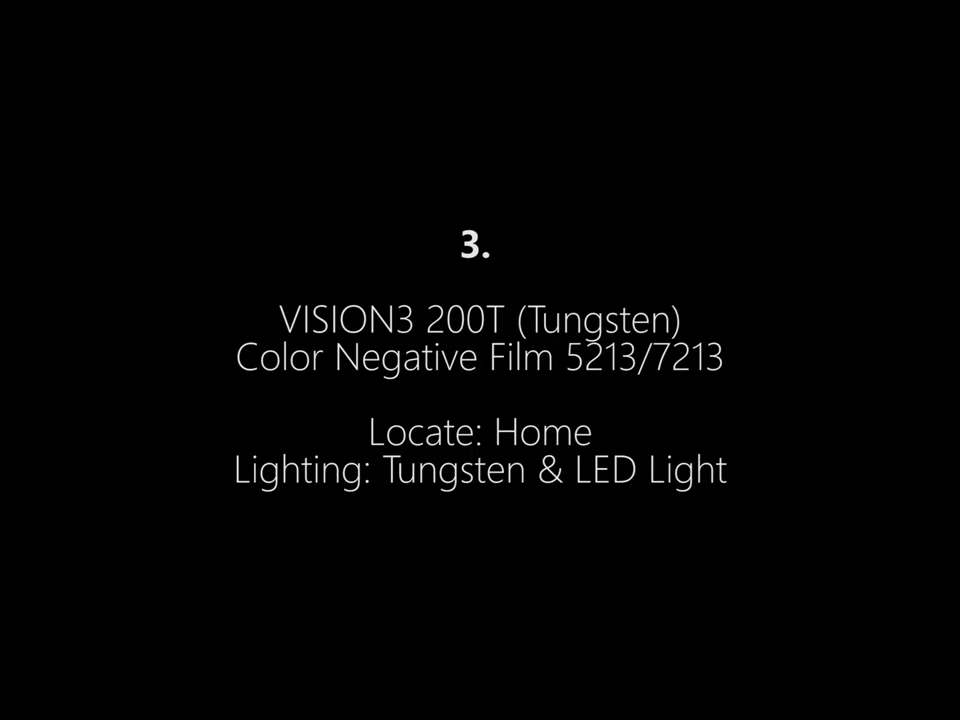 3.
VISION3 200T (Tungsten)
Color Negative Film 5213/7213
Locate: Home
Lighting: Tungsten & LED Light